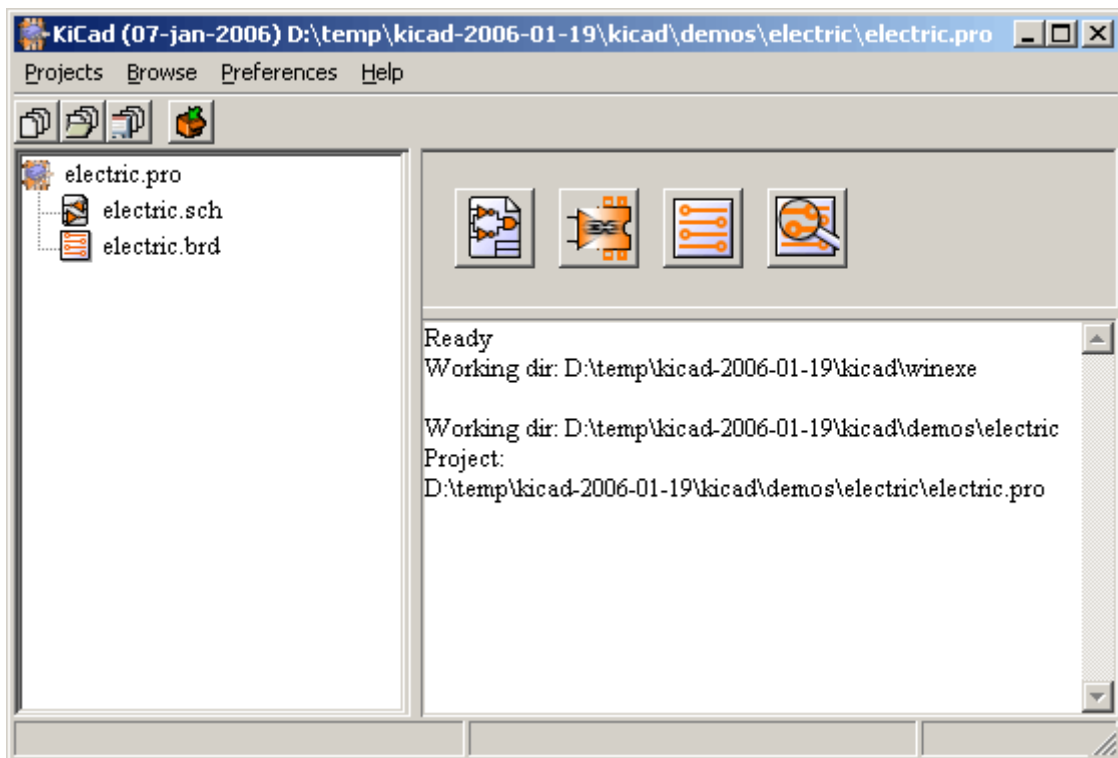 KiCad (07-jan-2006) D:\temp\kicad-2006-01-19\kicad\demos\electric\electric.pro
Projects Browse Preferences Help
electric.pro
electric.sch
electric.brd
Ready
Working dir: D:\temp\kicad-2006-01-19\kicad\winexe
Working dir: D:\temp\kicad-2006-01-19\kicad\demos\electric
Project:
D:\temp\kicad-2006-01-19\kicad\demos\electric\electric.pro